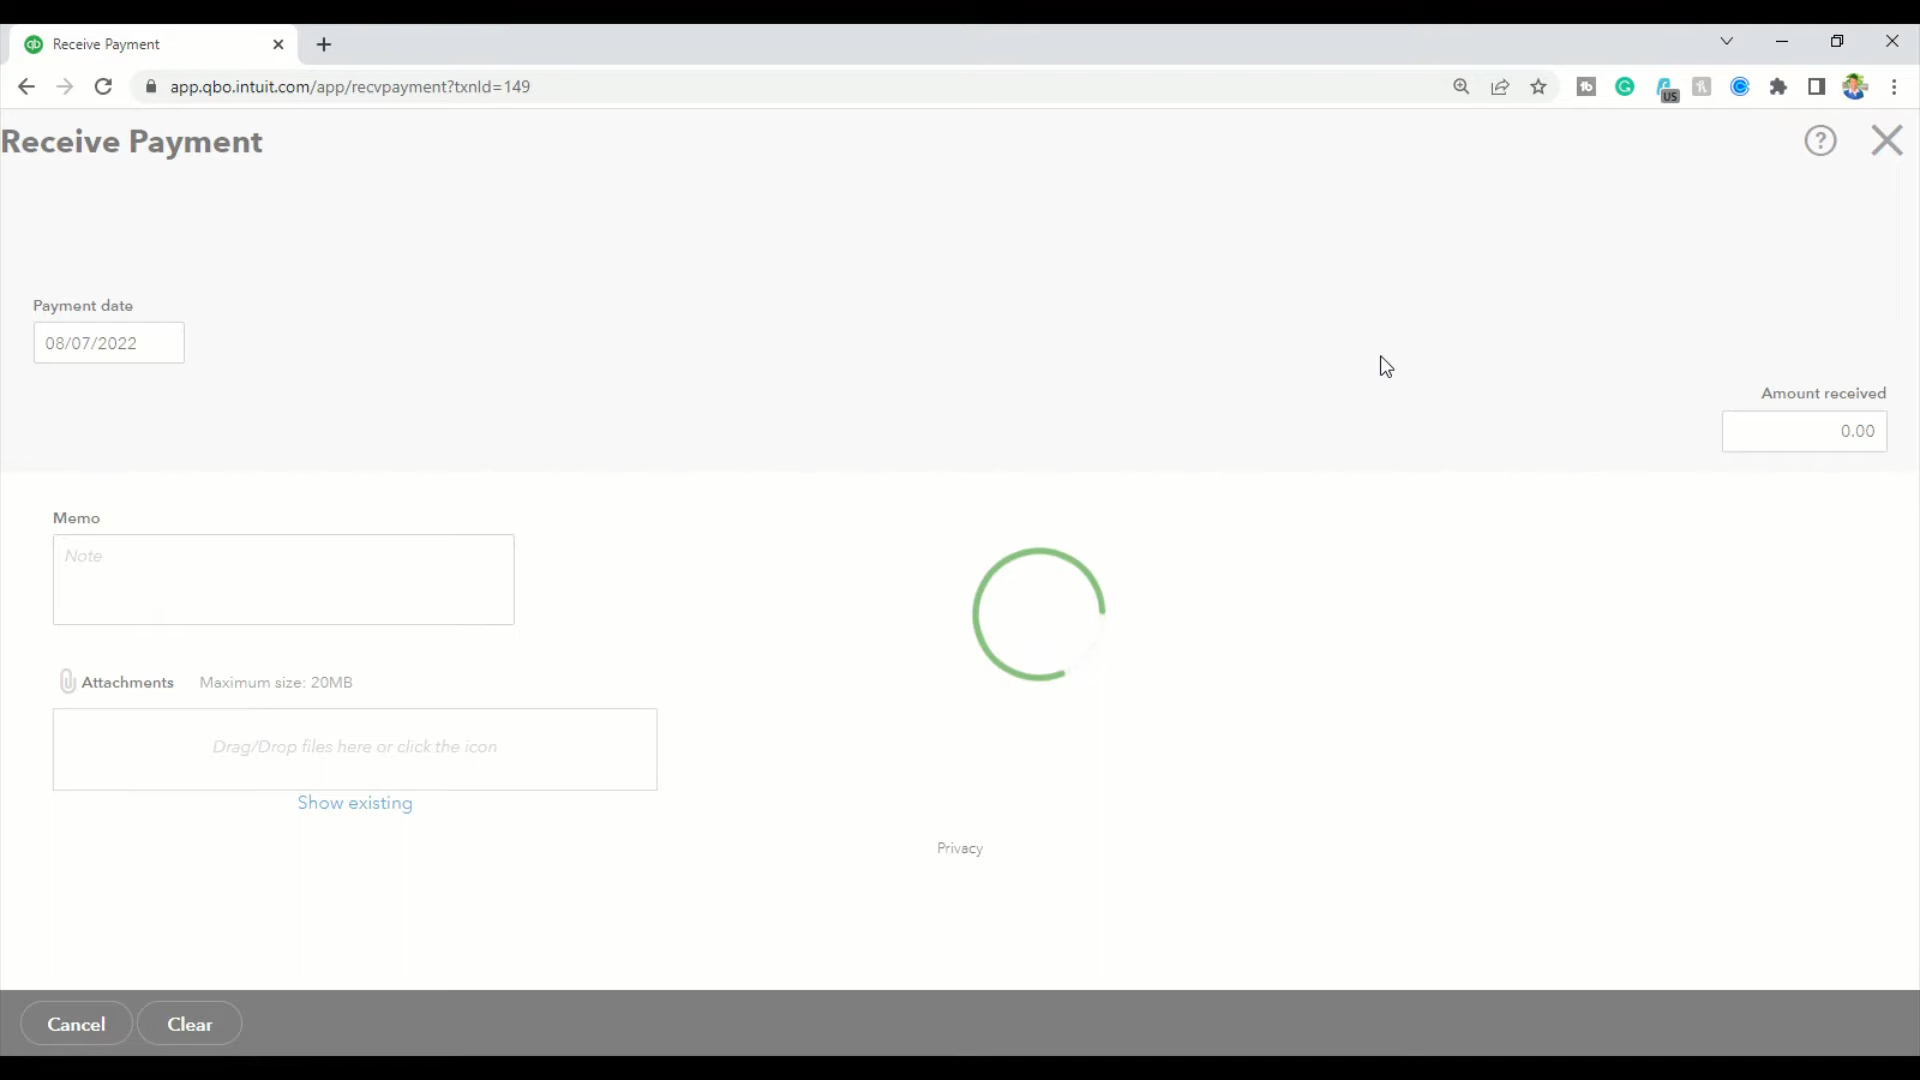 Receive Payment
app.qbo.intuit.com/app/recvpayment?txnId=149
US
Receive Payment
Payment date
08/07/2022
Amount received
0.00
Memo
Note
Attachments Maximum size: 20MB
Drag/Drop files here or click the icon
Show existing
Privacy
Cancel Clear